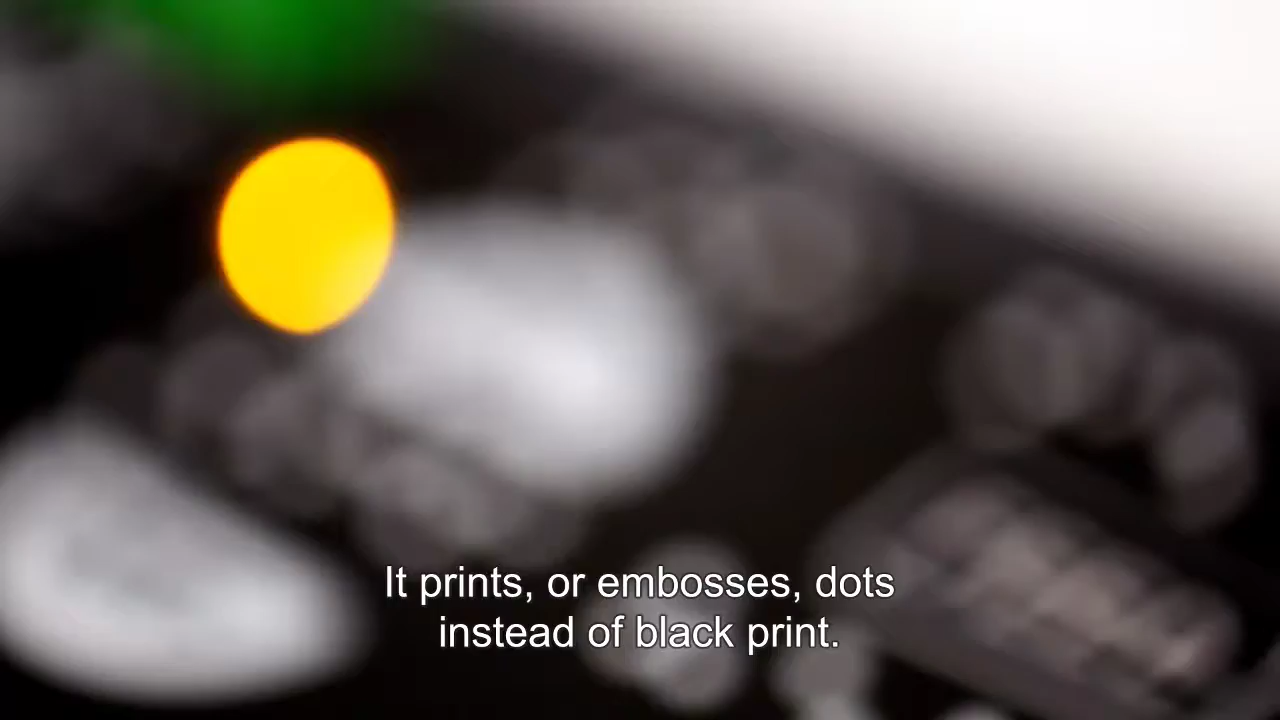 It prints, or embosses, dots
instead of black print.